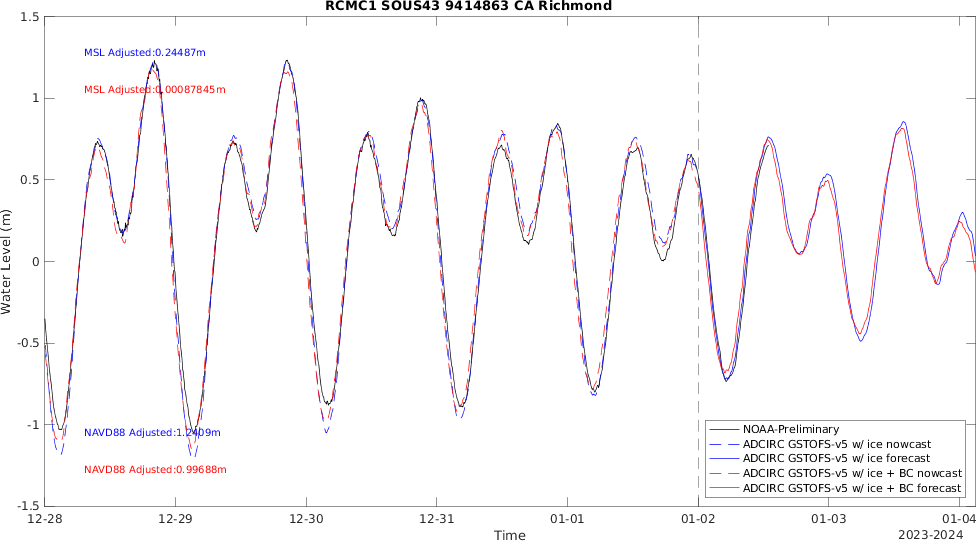 RCMC1 SOUS43 9414863 CA Richmond
1.5
MSL Adjusted:0.24487m
MSL Adjusted:0.00087845m
1
0.5
Water Level (m)
0
-0.5
-1
NAVD88 Adjusted:1.2409m
NAVD88 Adjusted:0.99688m
-1.5
NOAA-Preliminary
ADCIRC GSTOFS-v5 w/ ice nowcast
ADCIRC GSTOFS-v5 w/ ice forecast
ADCIRC GSTOFS-v5 w/ ice + BC nowcast
ADCIRC GSTOFS-v5 w/ ice + BC forecast
12-28 12-29 12-30 12-31 01-01 01-02 01-03 01-04
Time
2023-2024